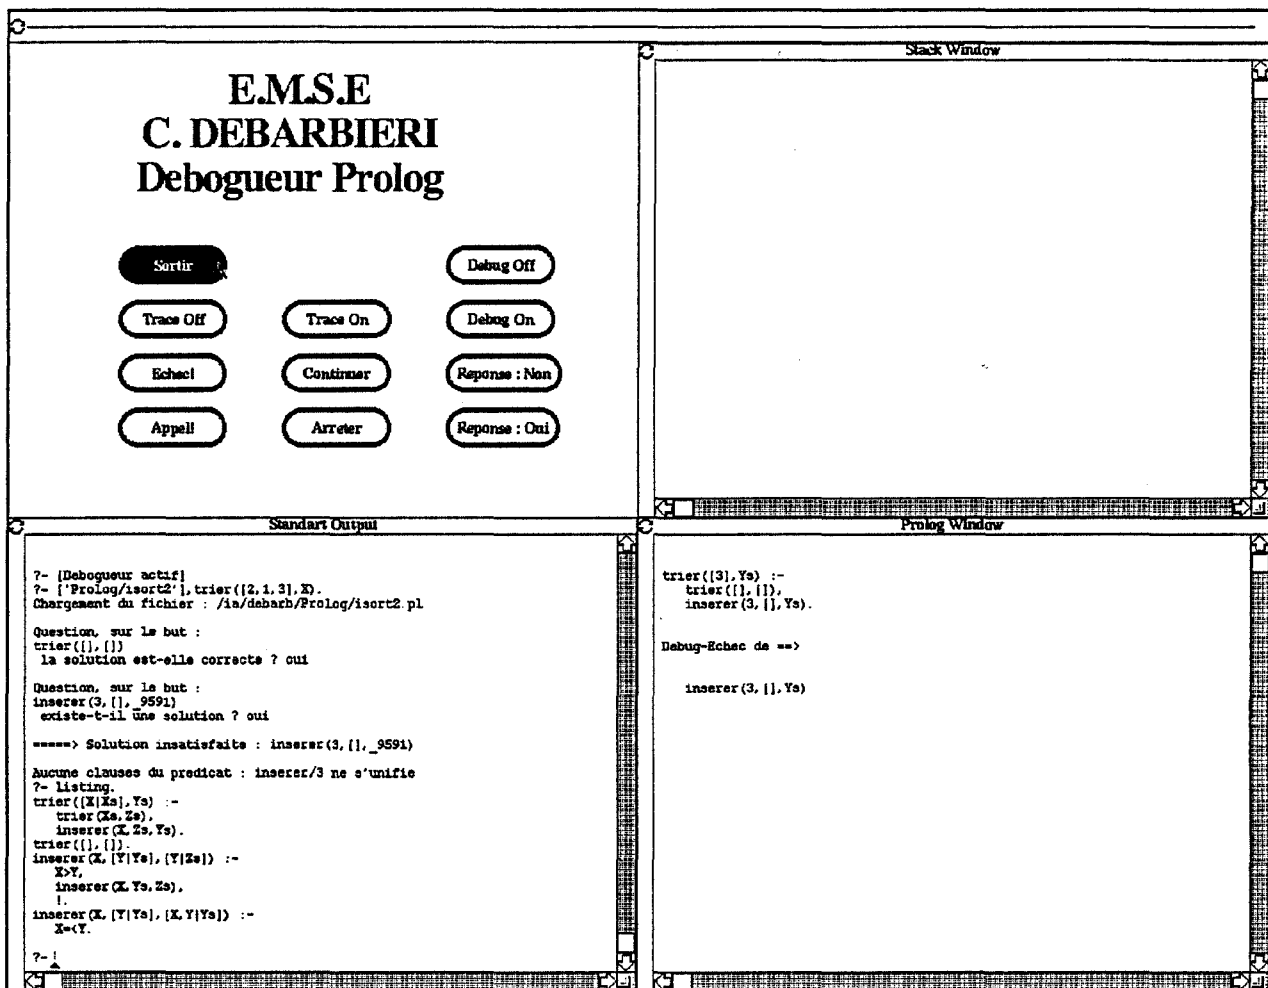 Stack Window
E.M.S.E
C. DEBARBIERI
Debogueur Prolog
Sortir
Debug Off
Trace Off
Trace On
Debug On
Echec!
Continuer
Reponse : Non
Appel!
Arreter
Reponse : Oui
Standart Output
?- [Debogueur actif]
?- ['Prolog/isort2'],trier([2,1,3],X).
Chargement du fichier : /ia/debarb/Prolog/isort2.pl
Question, sur le but :
trier([],[])
la solution est-elle correcte ? oui
Question, sur le but :
inserer(3,[],_9591)
existe-t-il une solution ? oui
=====> Solution insatisfaite : inserer(3,[],_9591)
Aucune clauses du predicat : inserer/3 ne s'unifie
?- listing.
trier([X|Xs],Ys) :-
trier(Xs,Zs),
inserer(X,Zs,Ys).
trier([],[]).
inserer(X,[Y|Ys],[Y|Zs]) :-
X>Y,
inserer(X,Ys,Zs),
!.
inserer(X,[Y|Ys],[X,Y|Ys]) :-
X=<Y.
?-
Prolog Window
trier([3],Ys) :-
trier([],[]),
inserer(3,[],Ys).
Debug-Echec de ==>
inserer(3,[],Ys)